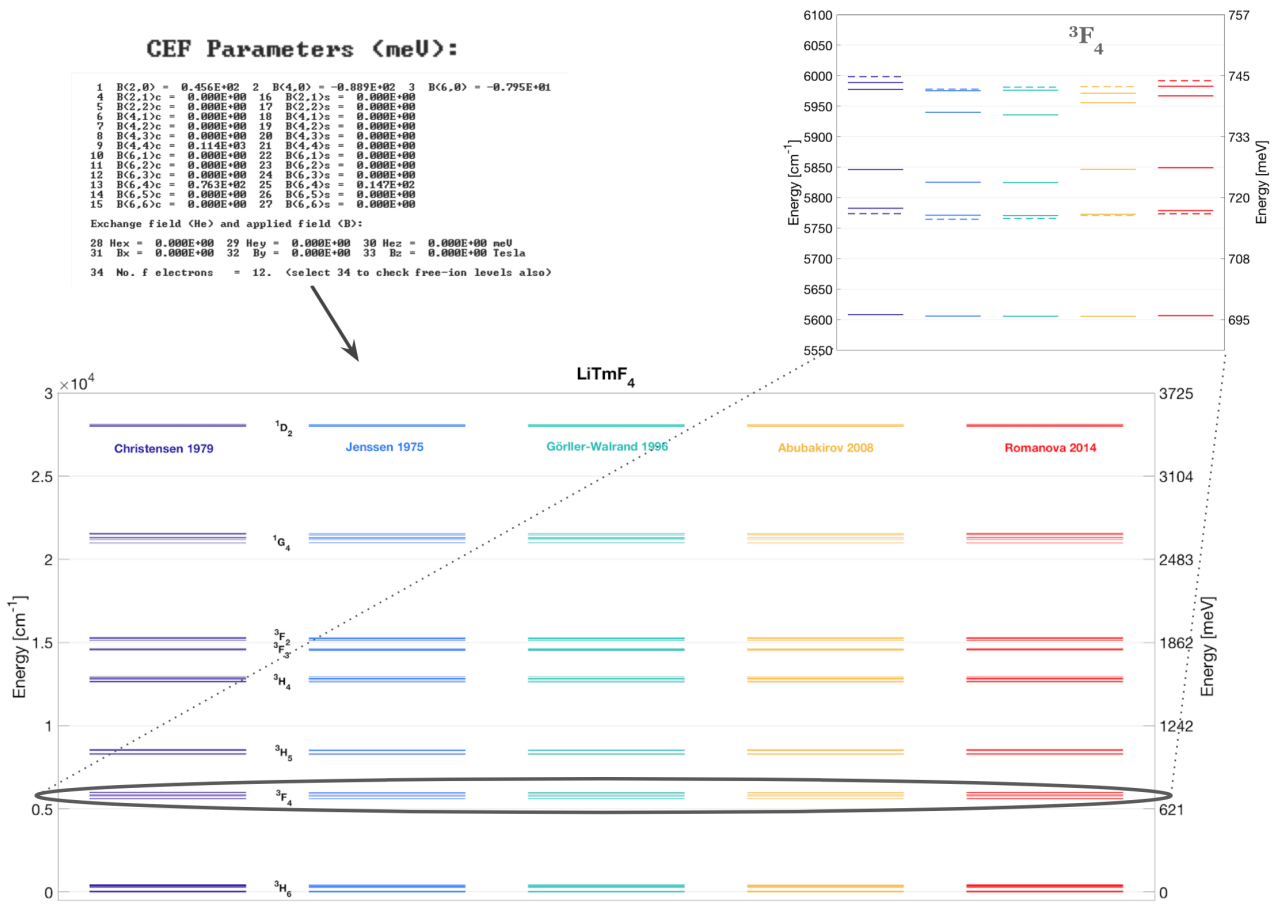 CEF Parameters (meV):
1 B(2,0) = 0.456E+02 2 B(4,0) = -0.889E+02 3 B(6,0) = -0.795E+01
4 B(2,1)c = 0.000E+00 16 B(2,1)s = 0.000E+00
5 B(2,2)c = 0.000E+00 17 B(2,2)s = 0.000E+00
6 B(4,1)c = 0.000E+00 18 B(4,1)s = 0.000E+00
7 B(4,2)c = 0.000E+00 19 B(4,2)s = 0.000E+00
8 B(4,3)c = 0.000E+00 20 B(4,3)s = 0.000E+00
9 B(4,4)c = 0.114E+03 21 B(4,4)s = 0.000E+00
10 B(6,1)c = 0.000E+00 22 B(6,1)s = 0.000E+00
11 B(6,2)c = 0.000E+00 23 B(6,2)s = 0.000E+00
12 B(6,3)c = 0.000E+00 24 B(6,3)s = 0.000E+00
13 B(6,4)c = 0.763E+02 25 B(6,4)s = 0.147E+02
14 B(6,5)c = 0.000E+00 26 B(6,5)s = 0.000E+00
15 B(6,6)c = 0.000E+00 27 B(6,6)s = 0.000E+00
Exchange field (He) and applied field (B):
28 Hex = 0.000E+00 29 Hey = 0.000E+00 30 Hez = 0.000E+00 meV
31 Bx = 0.000E+00 32 By = 0.000E+00 33 Bz = 0.000E+00 Tesla
34 No. f electrons = 12. (select 34 to check free-ion levels also)
³F₄
6100 757
6050
6000 745
5950
5900 733
5850
5800 720
5750
5700 708
5650
5600 695
5550
Energy [cm⁻¹]
Energy [meV]
LiTmF₄
×10⁴
3 3725
¹D₂
Christensen 1979 Jenssen 1975 Görller-Walrand 1996 Abubakirov 2008 Romanova 2014
2.5 3104
¹G₄
2 2483
³F₂
1.5 1862
³F₃
³H₄
1 1242
³H₅
³F₄
0.5 621
³H₆
0 0
Energy [cm⁻¹]
Energy [meV]